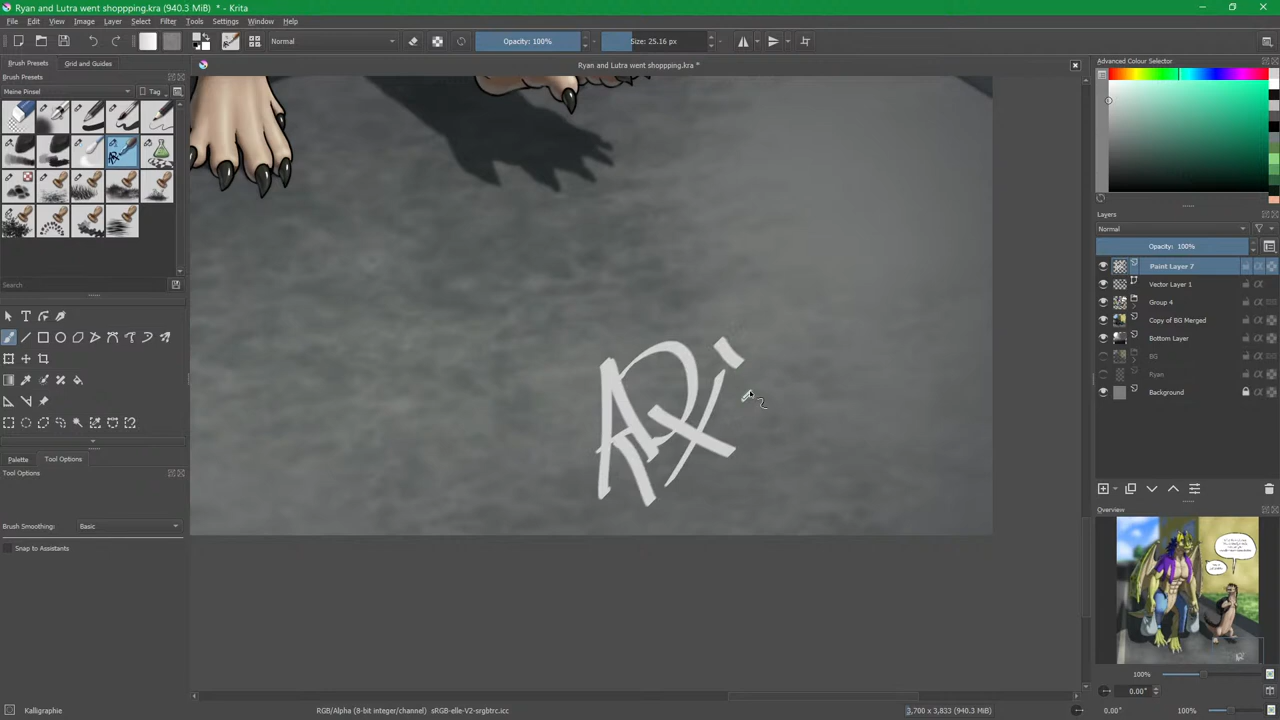 Ryan and Lutra went shoppping.kra (940.3 MiB) * - Krita
File Edit View Image Layer Select Filter Tools Settings Window Help
Normal Opacity: 100% Size: 25.16 px
Brush Presets Grid and Guides
Ryan and Lutra went shoppping.kra *
Advanced Colour Selector
Brush Presets
Meine Pinsel Tag
Layers
Normal
Opacity: 100%
Paint Layer 7
Vector Layer 1
Group 4
Copy of BG Merged
Bottom Layer
BG
Ryan
Background
Search
Palette Tool Options
Tool Options
Brush Smoothing: Basic
Snap to Assistants
Overview
100%
0.00°
Kalligraphie
RGB/Alpha (8-bit integer/channel) sRGB-elle-V2-srgbtrc.icc
3,700 x 3,833 (940.3 MiB)
0.00° 100%